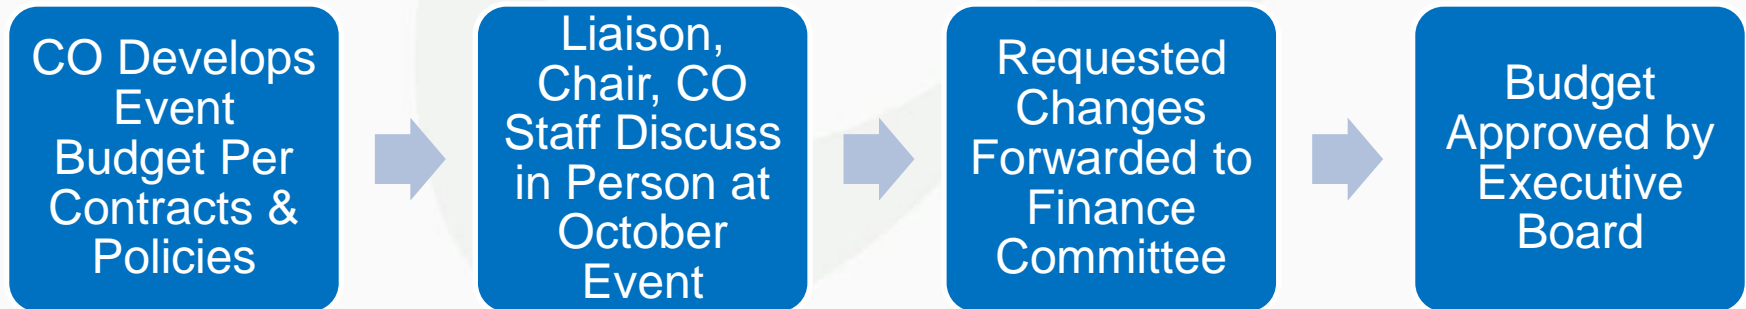 CO Develops
Event
Budget Per
Contracts &
Policies
Liaison,
Chair, CO
Staff Discuss
in Person at
October
Event
Requested
Changes
Forwarded to
Finance
Committee
Budget
Approved by
Executive
Board